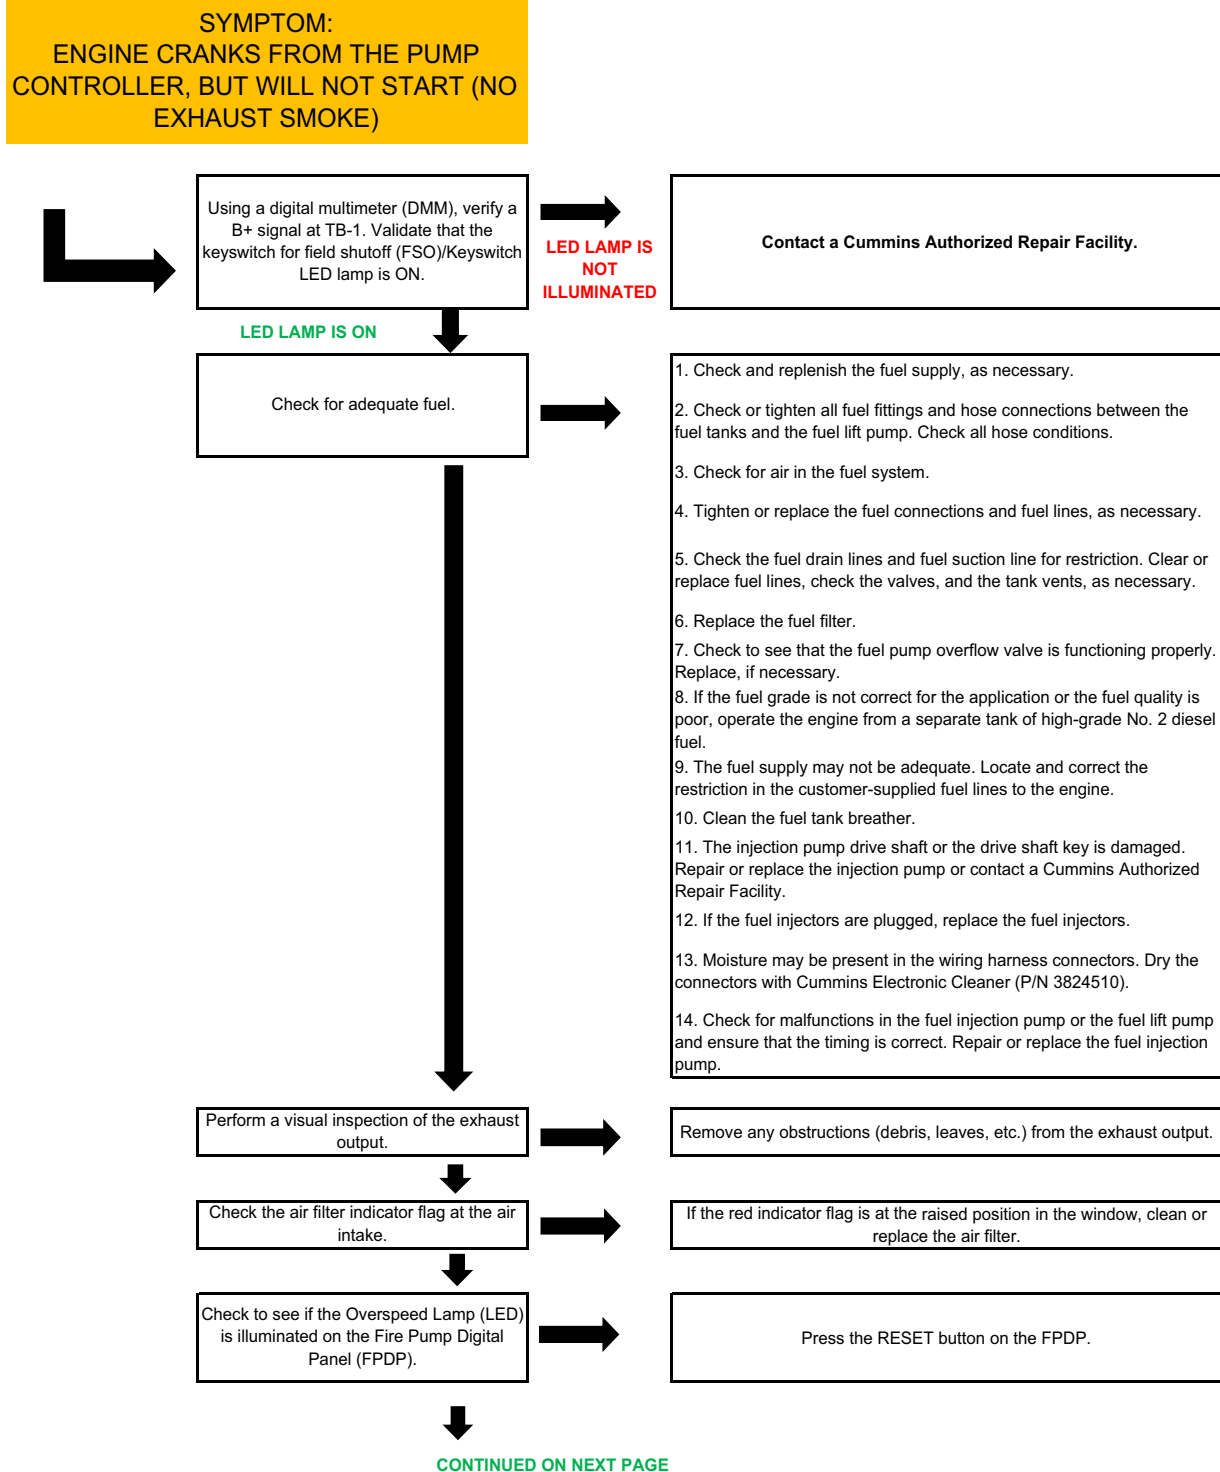 SYMPTOM:
ENGINE CRANKS FROM THE PUMP
CONTROLLER, BUT WILL NOT START (NO
EXHAUST SMOKE)
Using a digital multimeter (DMM), verify a
B+ signal at TB-1. Validate that the
keyswitch for field shutoff (FSO)/Keyswitch
LED lamp is ON.
LED LAMP IS
NOT
ILLUMINATED
Contact a Cummins Authorized Repair Facility.
LED LAMP IS ON
Check for adequate fuel.
1. Check and replenish the fuel supply, as necessary.
2. Check or tighten all fuel fittings and hose connections between the
fuel tanks and the fuel lift pump. Check all hose conditions.
3. Check for air in the fuel system.
4. Tighten or replace the fuel connections and fuel lines, as necessary.
5. Check the fuel drain lines and fuel suction line for restriction. Clear or
replace fuel lines, check the valves, and the tank vents, as necessary.
6. Replace the fuel filter.
7. Check to see that the fuel pump overflow valve is functioning properly.
Replace, if necessary.
8. If the fuel grade is not correct for the application or the fuel quality is
poor, operate the engine from a separate tank of high-grade No. 2 diesel
fuel.
9. The fuel supply may not be adequate. Locate and correct the
restriction in the customer-supplied fuel lines to the engine.
10. Clean the fuel tank breather.
11. The injection pump drive shaft or the drive shaft key is damaged.
Repair or replace the injection pump or contact a Cummins Authorized
Repair Facility.
12. If the fuel injectors are plugged, replace the fuel injectors.
13. Moisture may be present in the wiring harness connectors. Dry the
connectors with Cummins Electronic Cleaner (P/N 3824510).
14. Check for malfunctions in the fuel injection pump or the fuel lift pump
and ensure that the timing is correct. Repair or replace the fuel injection
pump.
Perform a visual inspection of the exhaust
output.
Remove any obstructions (debris, leaves, etc.) from the exhaust output.
Check the air filter indicator flag at the air
intake.
If the red indicator flag is at the raised position in the window, clean or
replace the air filter.
Check to see if the Overspeed Lamp (LED)
is illuminated on the Fire Pump Digital
Panel (FPDP).
Press the RESET button on the FPDP.
CONTINUED ON NEXT PAGE